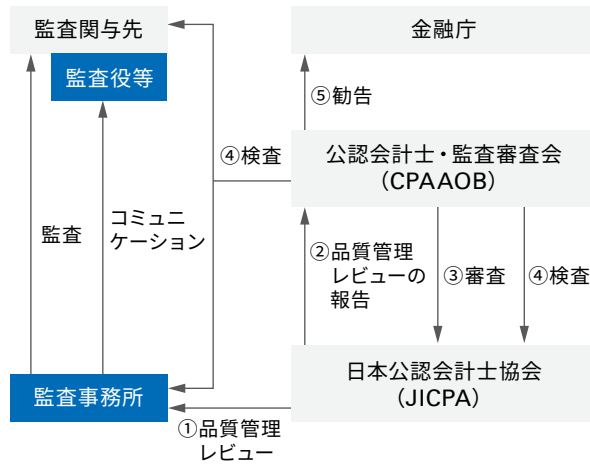 監査関与先
監査役等
金融庁
⑤勧告
④検査
公認会計士・監査審査会
（CPAAOB）
監査
コミュニ
ケーション
②品質管理
レビューの
報告
③審査
④検査
監査事務所
日本公認会計士協会
（JICPA）
①品質管理
レビュー